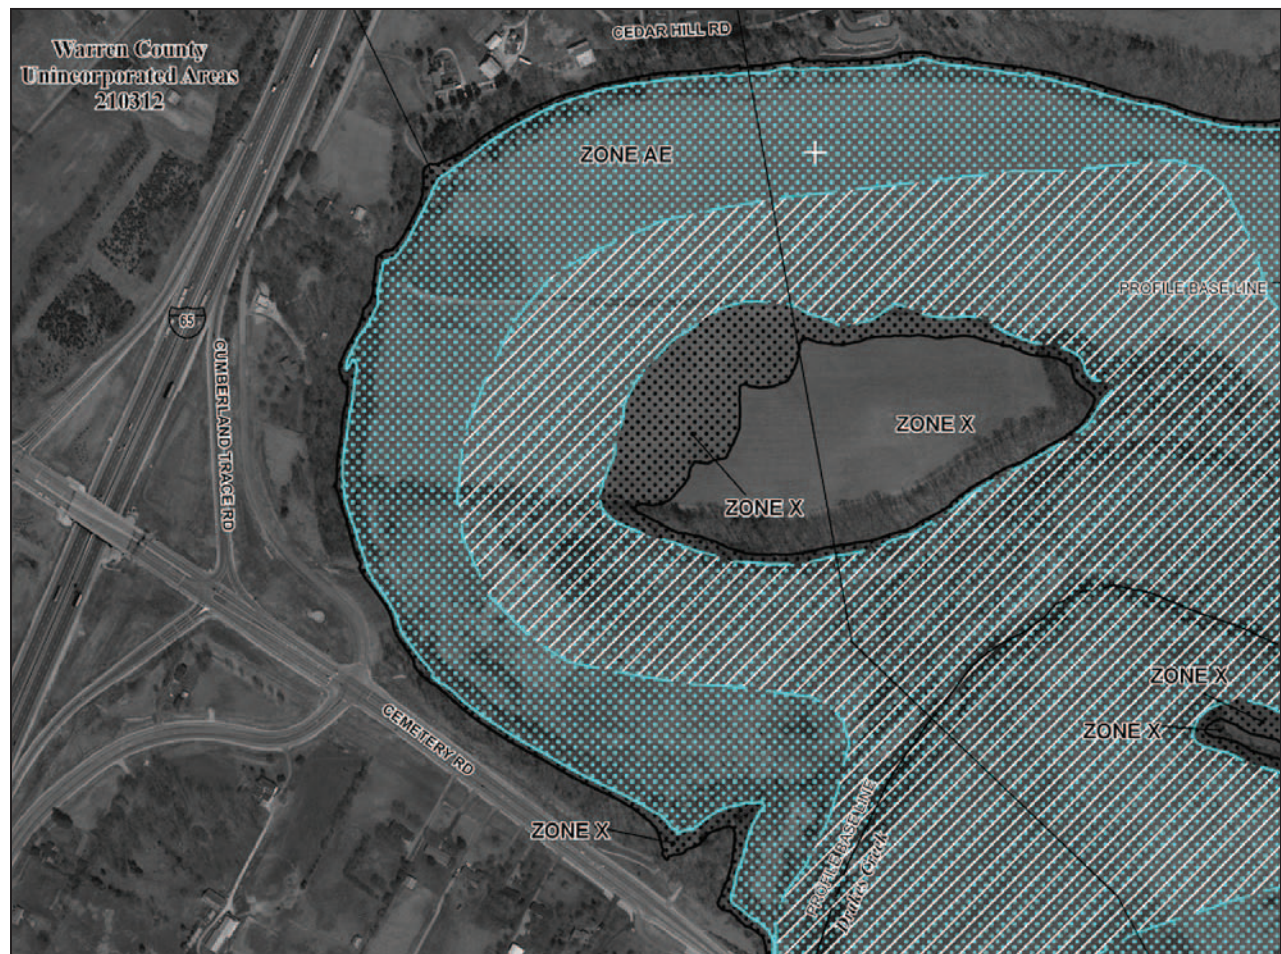 CEDAR HILL RD
Warren County
Unincorporated Areas
210312
ZONE AE
PROFILE BASE LINE
65
CUMBERLAND TRACE RD
ZONE X
ZONE X
ZONE X
ZONE X
CEMETERY RD
ZONE X
PROFILE BASE LINE
Drakes Creek